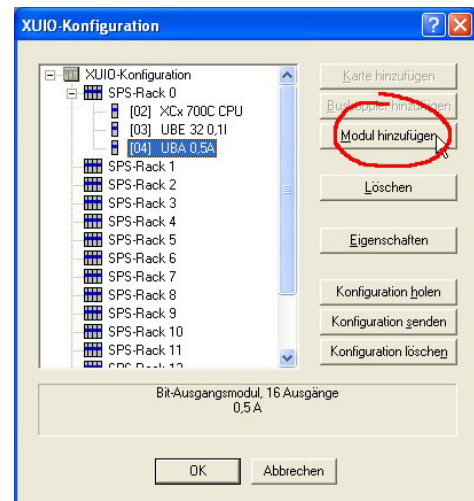 XUIO-Konfiguration
XUIO-Konfiguration
SPS-Rack 0
[02] XCx 700C CPU
[03] UBE 32 0,1I
[04] UBA 0,5A
SPS-Rack 1
SPS-Rack 2
SPS-Rack 3
SPS-Rack 4
SPS-Rack 5
SPS-Rack 6
SPS-Rack 7
SPS-Rack 8
SPS-Rack 9
SPS-Rack 10
SPS-Rack 11
SPS-Rack 12
Karte hinzufügen
Buskoppler hinzufügen
Modul hinzufügen
Löschen
Eigenschaften
Konfiguration holen
Konfiguration senden
Konfiguration löschen
Bit-Ausgangsmodul, 16 Ausgänge
0,5 A
OK
Abbrechen